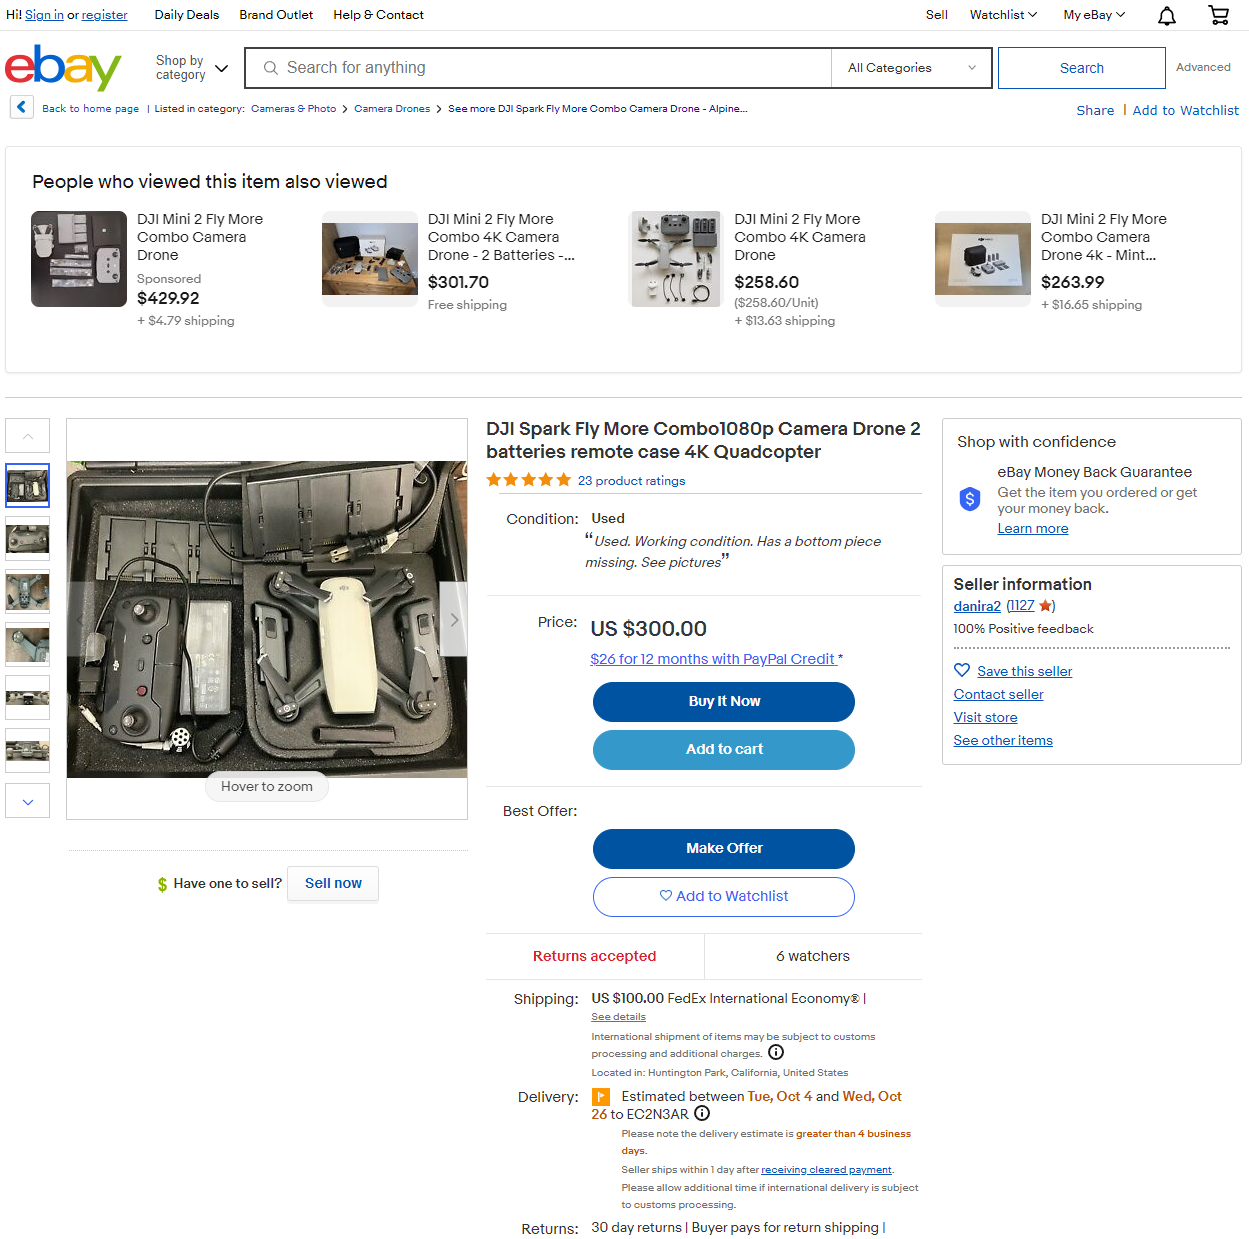 Hi! Sign in or register
Daily Deals
Brand Outlet
Help & Contact
Sell
Watchlist
My eBay
ebay
Shop by
category
Search for anything
All Categories
Search
Advanced
Back to home page | Listed in category: Cameras & Photo > Camera Drones > See more DJI Spark Fly More Combo Camera Drone - Alpine...
Share | Add to Watchlist
People who viewed this item also viewed
DJI Mini 2 Fly More
Combo Camera
Drone
Sponsored
$429.92
+ $4.79 shipping
DJI Mini 2 Fly More
Combo 4K Camera
Drone - 2 Batteries -...
$301.70
Free shipping
DJI Mini 2 Fly More
Combo 4K Camera
Drone
$258.60
($258.60/Unit)
+ $13.63 shipping
DJI Mini 2 Fly More
Combo Camera
Drone 4k - Mint...
$263.99
+ $16.65 shipping
Hover to zoom
$ Have one to sell?
Sell now
DJI Spark Fly More Combo1080p Camera Drone 2
batteries remote case 4K Quadcopter
23 product ratings
Condition: Used
“Used. Working condition. Has a bottom piece
missing. See pictures”
Price: US $300.00
$26 for 12 months with PayPal Credit *
Buy It Now
Add to cart
Best Offer:
Make Offer
Add to Watchlist
Returns accepted
6 watchers
Shipping: US $100.00 FedEx International Economy® |
See details
International shipment of items may be subject to customs
processing and additional charges.
Located in: Huntington Park, California, United States
Delivery: Estimated between Tue, Oct 4 and Wed, Oct
26 to EC2N3AR
Please note the delivery estimate is greater than 4 business
days.
Seller ships within 1 day after receiving cleared payment.
Please allow additional time if international delivery is subject
to customs processing.
Returns: 30 day returns | Buyer pays for return shipping |
Shop with confidence
eBay Money Back Guarantee
Get the item you ordered or get
your money back.
Learn more
Seller information
danira2 (1127)
100% Positive feedback
Save this seller
Contact seller
Visit store
See other items